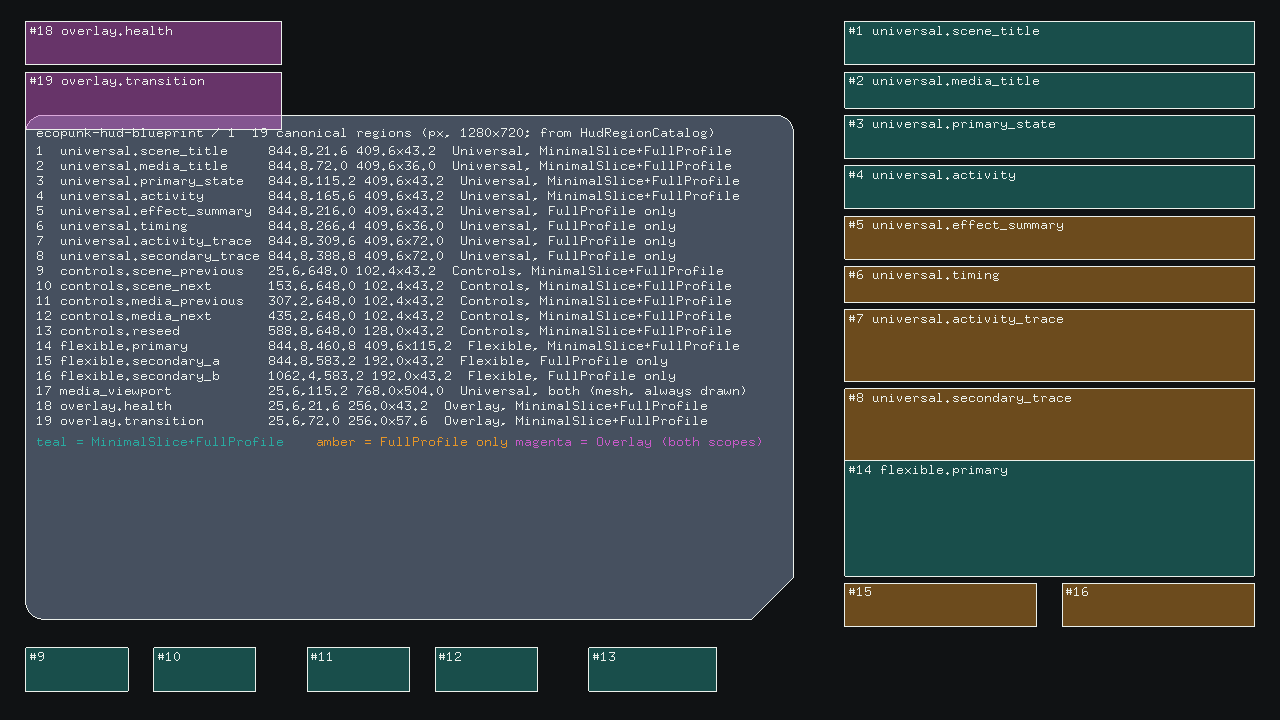 #18 overlay.health
#19 overlay.transition
ecopunk-hud-blueprint / 1  19 canonical regions (px, 1280x720; from HudRegionCatalog)
1  universal.scene_title     844.8,21.6 409.6x43.2  Universal, MinimalSlice+FullProfile
2  universal.media_title     844.8,72.0 409.6x36.0  Universal, MinimalSlice+FullProfile
3  universal.primary_state   844.8,115.2 409.6x43.2  Universal, MinimalSlice+FullProfile
4  universal.activity        844.8,165.6 409.6x43.2  Universal, MinimalSlice+FullProfile
5  universal.effect_summary  844.8,216.0 409.6x43.2  Universal, FullProfile only
6  universal.timing          844.8,266.4 409.6x36.0  Universal, FullProfile only
7  universal.activity_trace  844.8,309.6 409.6x72.0  Universal, FullProfile only
8  universal.secondary_trace 844.8,388.8 409.6x72.0  Universal, FullProfile only
9  controls.scene_previous   25.6,648.0 102.4x43.2  Controls, MinimalSlice+FullProfile
10 controls.scene_next       153.6,648.0 102.4x43.2  Controls, MinimalSlice+FullProfile
11 controls.media_previous   307.2,648.0 102.4x43.2  Controls, MinimalSlice+FullProfile
12 controls.media_next       435.2,648.0 102.4x43.2  Controls, MinimalSlice+FullProfile
13 controls.reseed           588.8,648.0 128.0x43.2  Controls, MinimalSlice+FullProfile
14 flexible.primary          844.8,460.8 409.6x115.2  Flexible, MinimalSlice+FullProfile
15 flexible.secondary_a      844.8,583.2 192.0x43.2  Flexible, FullProfile only
16 flexible.secondary_b      1062.4,583.2 192.0x43.2  Flexible, FullProfile only
17 media_viewport            25.6,115.2 768.0x504.0  Universal, both (mesh, always drawn)
18 overlay.health            25.6,21.6 256.0x43.2  Overlay, MinimalSlice+FullProfile
19 overlay.transition        25.6,72.0 256.0x57.6  Overlay, MinimalSlice+FullProfile
teal = MinimalSlice+FullProfile    amber = FullProfile only magenta = Overlay (both scopes)
#1 universal.scene_title
#2 universal.media_title
#3 universal.primary_state
#4 universal.activity
#5 universal.effect_summary
#6 universal.timing
#7 universal.activity_trace
#8 universal.secondary_trace
#14 flexible.primary
#15
#16
#9
#10
#11
#12
#13